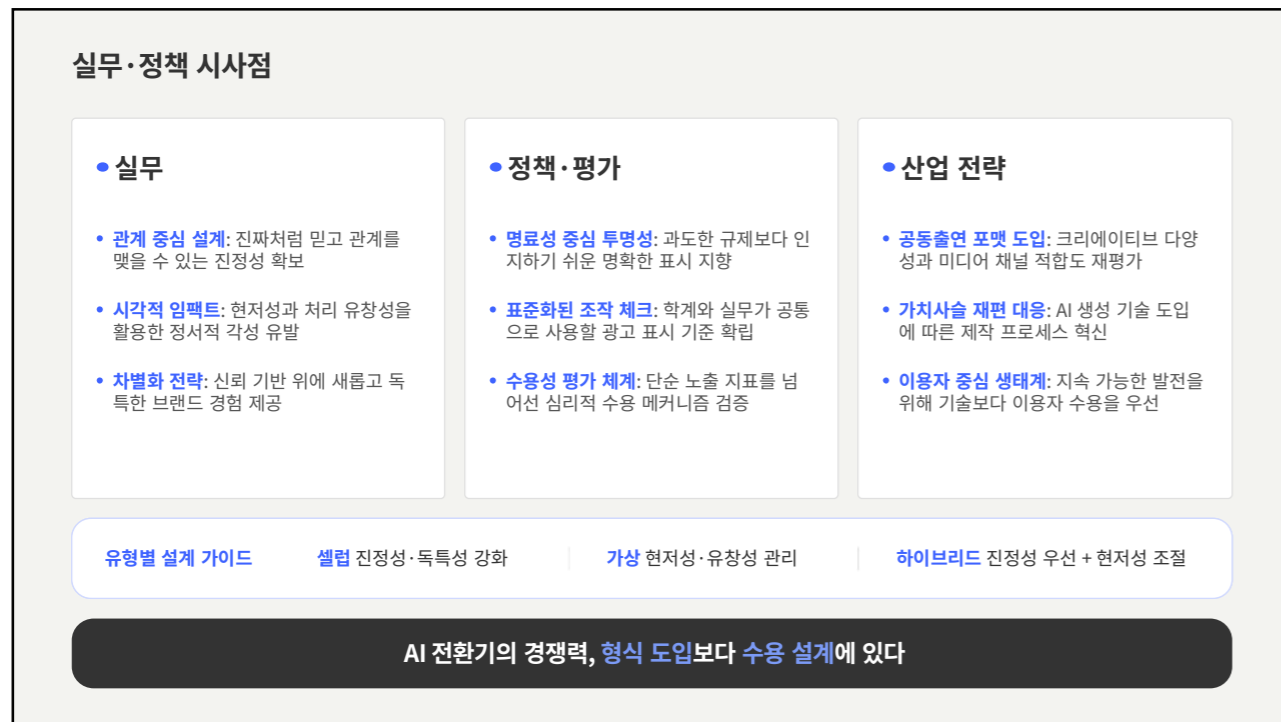 실무·정책 시사점
• 실무
• 관계 중심 설계: 진짜처럼 믿고 관계를
맺을 수 있는 진정성 확보
• 시각적 임팩트: 현저성과 처리 유창성을
활용한 정서적 각성 유발
• 차별화 전략: 신뢰 기반 위에 새롭고 독
특한 브랜드 경험 제공
• 정책·평가
• 명료성 중심 투명성: 과도한 규제보다 인
지하기 쉬운 명확한 표시 지향
• 표준화된 조작 체크: 학계와 실무가 공통
으로 사용할 광고 표시 기준 확립
• 수용성 평가 체계: 단순 노출 지표를 넘
어선 심리적 수용 메커니즘 검증
• 산업 전략
• 공동출연 포맷 도입: 크리에이티브 다양
성과 미디어 채널 적합도 재평가
• 가치사슬 재편 대응: AI 생성 기술 도입
에 따른 제작 프로세스 혁신
• 이용자 중심 생태계: 지속 가능한 발전을
위해 기술보다 이용자 수용을 우선
유형별 설계 가이드 셀럽 진정성·독특성 강화 가상 현저성·유창성 관리 하이브리드 진정성 우선 + 현저성 조절
AI 전환기의 경쟁력, 형식 도입보다 수용 설계에 있다